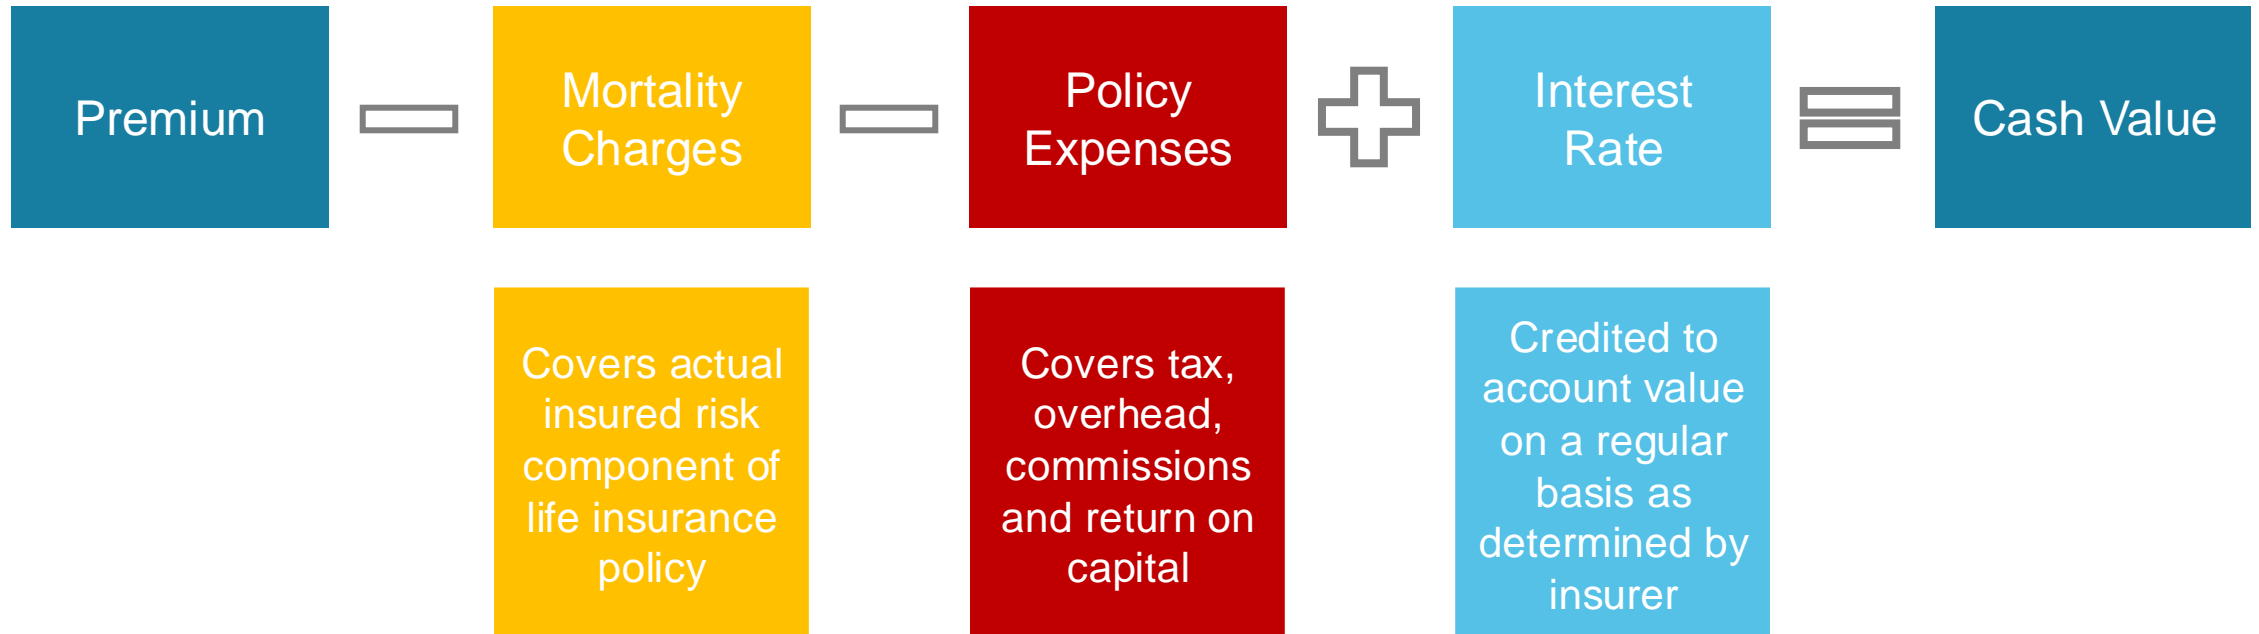 Premium
Mortality
Charges
Policy
Expenses
Interest
Rate
Cash Value
Covers actual
insured risk
component of
life insurance
policy
Covers tax,
overhead,
commissions
and return on
capital
Credited to
account value
on a regular
basis as
determined by
insurer